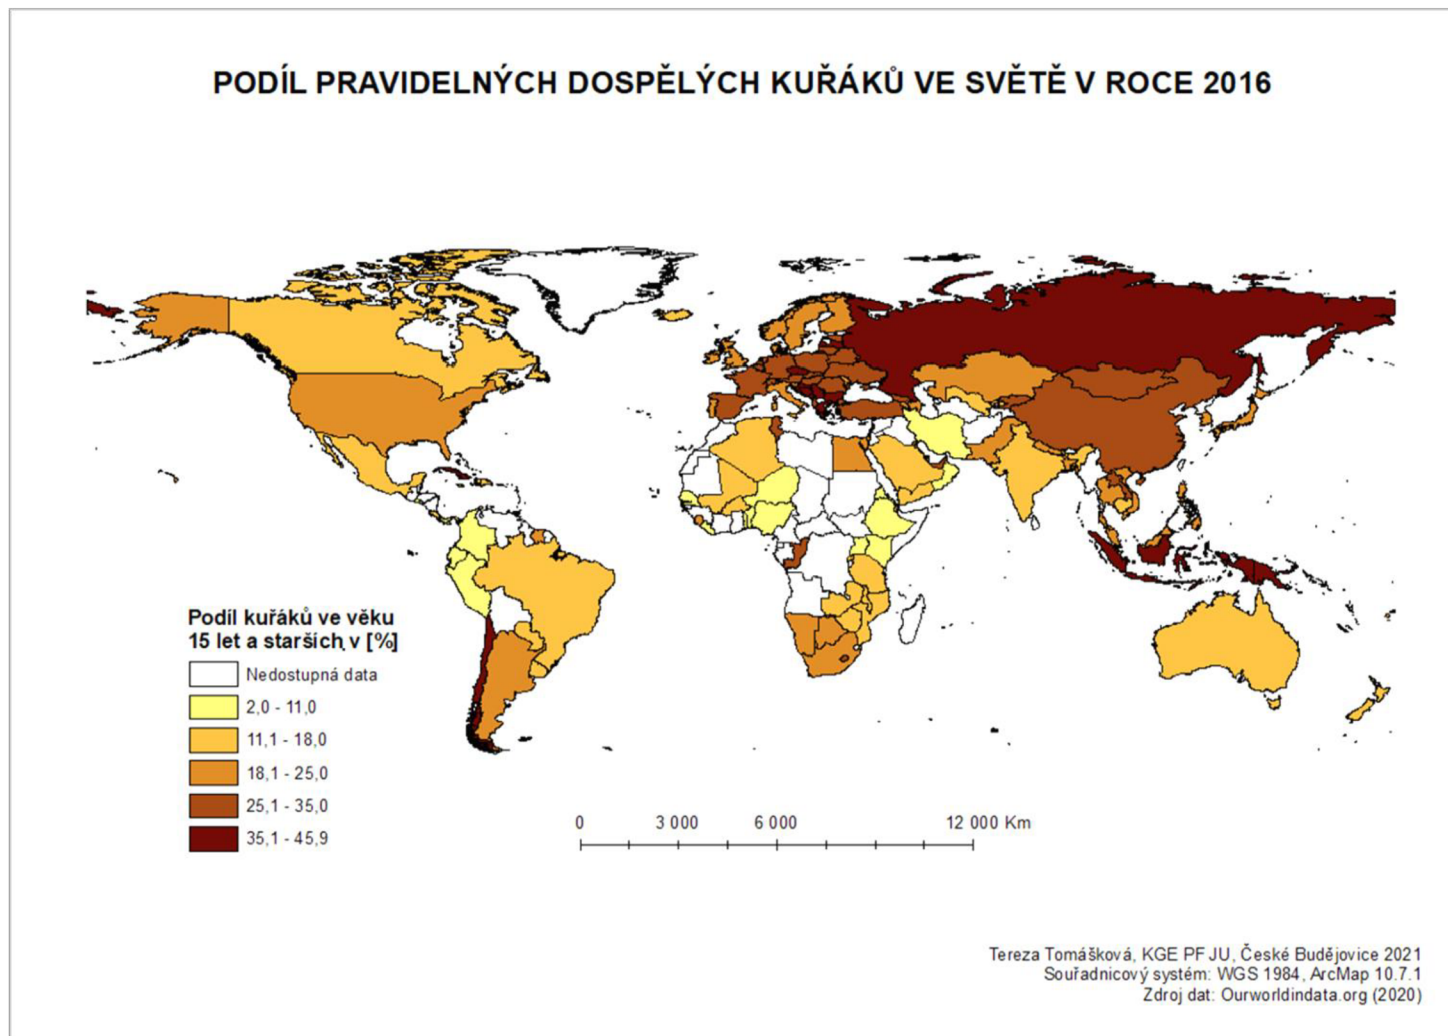 PODÍL PRAVIDELNÝCH DOSPĚLÝCH KUŘÁKŮ VE SVĚTĚ V ROCE 2016
Podíl kuřáků ve věku
15 let a starších v [%]
Nedostupná data
2,0 - 11,0
11,1 - 18,0
18,1 - 25,0
25,1 - 35,0
35,1 - 45,9
0 3 000 6 000 12 000 Km
Tereza Tomášková, KGE PF JU, České Budějovice 2021
Souřadnicový systém: WGS 1984, ArcMap 10.7.1
Zdroj dat: Ourworldindata.org (2020)